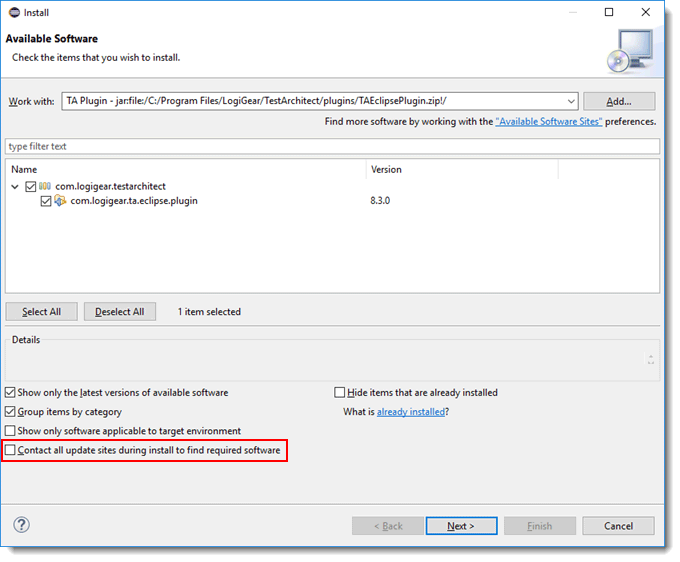 Install
Available Software
Check the items that you wish to install.
Work with: TA Plugin - jar:file:/C:/Program Files/LogiGear/TestArchitect/plugins/TAEclipsePlugin.zip!/ Add...
Find more software by working with the "Available Software Sites" preferences.
type filter text
Name Version
com.logigear.testarchitect
com.logigear.ta.eclipse.plugin 8.3.0
Select All Deselect All 1 item selected
Details
Show only the latest versions of available software Hide items that are already installed
Group items by category What is already installed?
Show only software applicable to target environment
Contact all update sites during install to find required software
? < Back Next > Finish Cancel